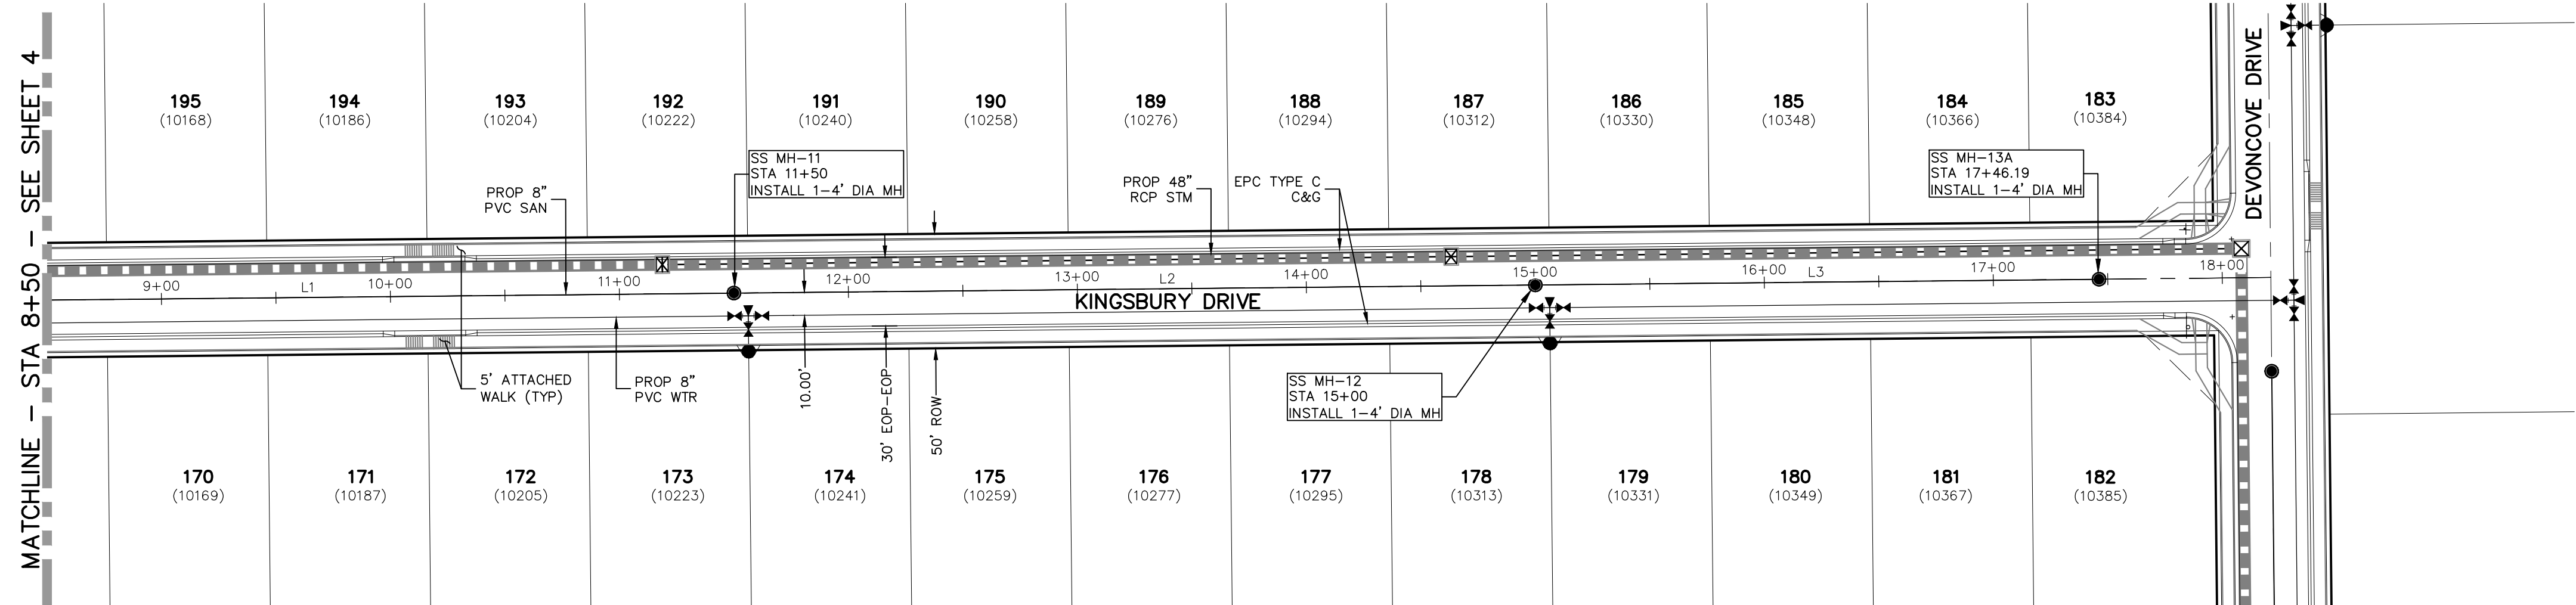 MATCHLINE – STA 8+50 – SEE SHEET 4
195
(10168)
194
(10186)
193
(10204)
192
(10222)
191
(10240)
190
(10258)
189
(10276)
188
(10294)
187
(10312)
186
(10330)
185
(10348)
184
(10366)
183
(10384)
DEVONCOVE DRIVE
PROP 8"
PVC SAN
SS MH–11
STA 11+50
INSTALL 1–4' DIA MH
PROP 48"
RCP STM
EPC TYPE C
C&G
SS MH–13A
STA 17+46.19
INSTALL 1–4' DIA MH
9+00
L1
10+00
11+00
12+00
13+00
L2
14+00
15+00
16+00
L3
17+00
18+00
KINGSBURY DRIVE
5' ATTACHED
WALK (TYP)
PROP 8"
PVC WTR
10.00'
30' EOP–EOP
50' ROW
SS MH–12
STA 15+00
INSTALL 1–4' DIA MH
170
(10169)
171
(10187)
172
(10205)
173
(10223)
174
(10241)
175
(10259)
176
(10277)
177
(10295)
178
(10313)
179
(10331)
180
(10349)
181
(10367)
182
(10385)